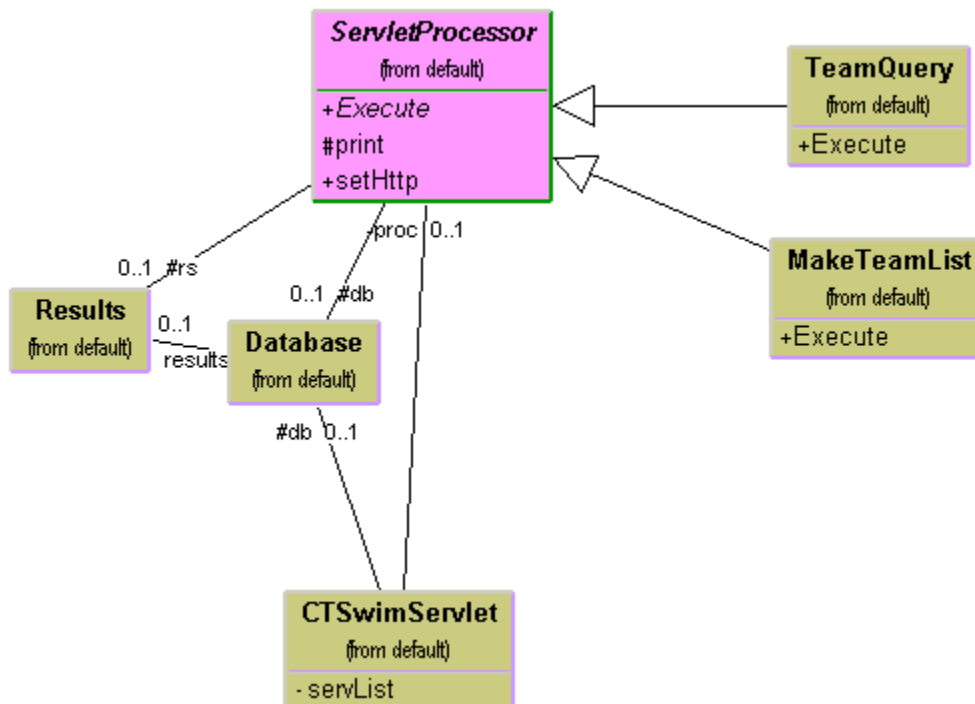 ServletProcessor
(from default)
+Execute
#print
+setHttp
TeamQuery
(from default)
+Execute
-proc 0..1
0..1 #rs
0..1 #db
MakeTeamList
(from default)
+Execute
Results
(from default)
0..1
results
Database
(from default)
#db 0..1
CTSwimServlet
(from default)
- servList